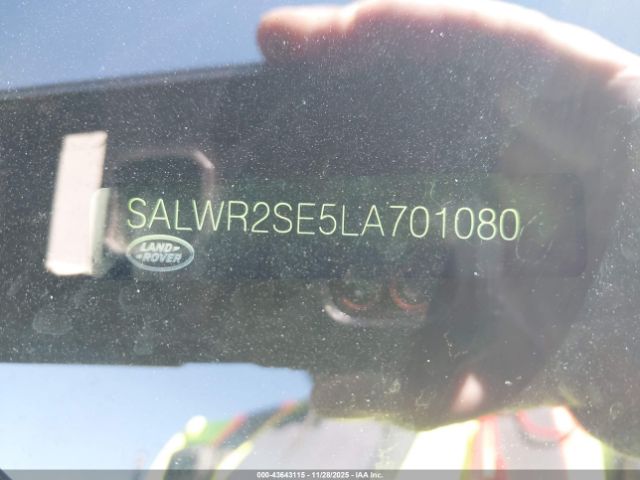 SALWR2SE5LA701080
LAND
ROVER
000-43643115 - 11/28/2025 - IAA Inc.